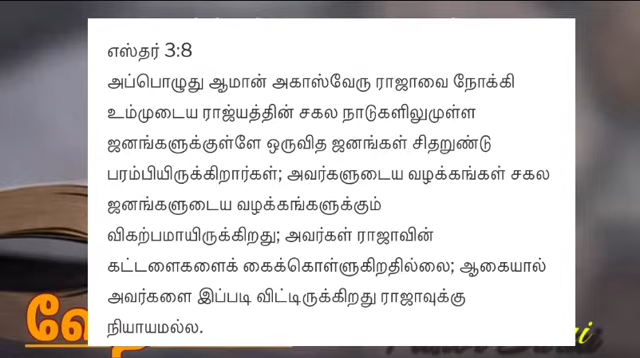 எஸ்தர் 3:8
அப்பொழுது ஆமான் அகாஸ்வேரு ராஜாவை நோக்கி
உம்முடைய ராஜ்யத்தின் சகல நாடுகளிலுமுள்ள
ஜனங்களுக்குள்ளே ஒருவித ஜனங்கள் சிதறுண்டு
பரம்பியிருக்கிறார்கள்; அவர்களுடைய வழக்கங்கள் சகல
ஜனங்களுடைய வழக்கங்களுக்கும்
விகற்பமாயிருக்கிறது; அவர்கள் ராஜாவின்
கட்டளைகளைக் கைக்கொள்ளுகிறதில்லை; ஆகையால்
அவர்களை இப்படி விட்டிருக்கிறது ராஜாவுக்கு
நியாயமல்ல.